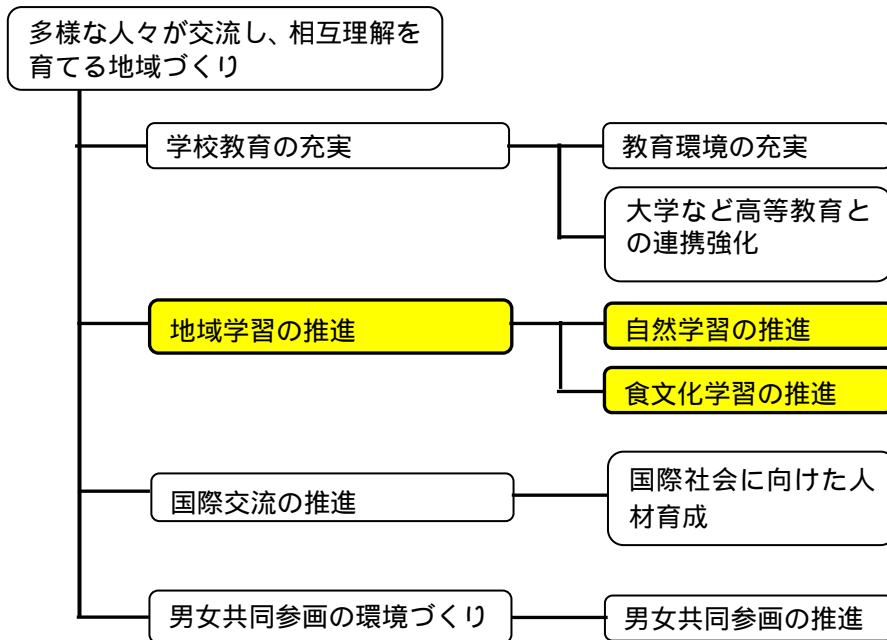 多様な人々が交流し、相互理解を
育てる地域づくり
学校教育の充実
教育環境の充実
大学など高等教育と
の連携強化
地域学習の推進
自然学習の推進
食文化学習の推進
国際交流の推進
国際社会に向けた人
材育成
男女共同参画の環境づくり
男女共同参画の推進